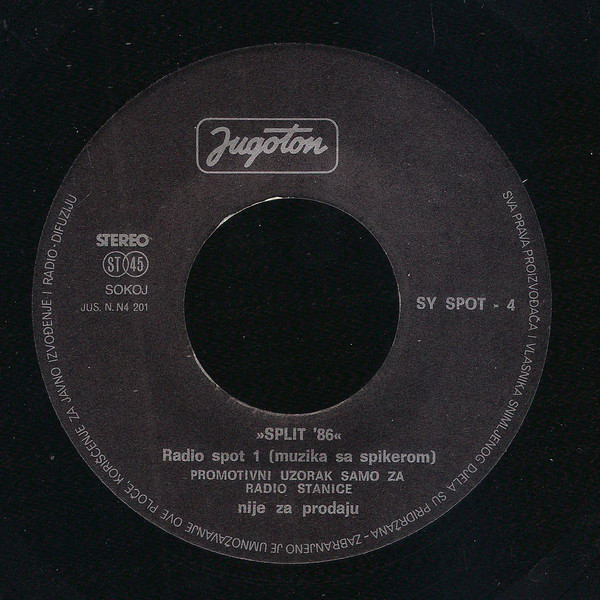 Jugoton
STEREO
ST 45
SOKOJ
JUS. N. N4 201
SY SPOT - 4
»SPLIT '86«
Radio spot 1 (muzika sa spikerom)
PROMOTIVNI UZORAK SAMO ZA
RADIO STANICE
nije za prodaju
SVA PRAVA PROIZVOĐAČA I VLASNIKA SNIMLJENOG DJELA SU PRIDRŽANA - ZABRANJENO JE UMNOŽAVANJE OVE PLOČE, KORIŠĆENJE ZA JAVNO IZVOĐENJE I RADIO-DIFUZIJU